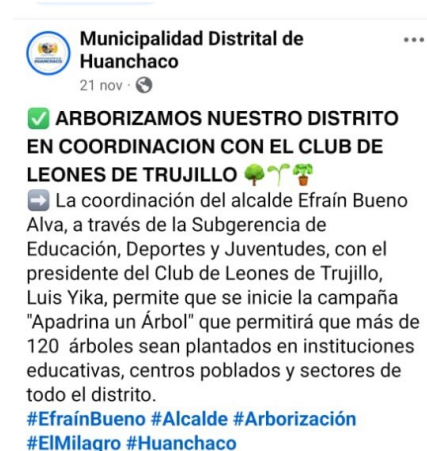 Municipalidad Distrital de
Huanchaco
21 nov ·
✅ ARBORIZAMOS NUESTRO DISTRITO
EN COORDINACIÓN CON EL CLUB DE
LEONES DE TRUJILLO 🌳🌱🪴
➡️ La coordinación del alcalde Efraín Bueno
Alva, a través de la Subgerencia de
Educación, Deportes y Juventudes, con el
presidente del Club de Leones de Trujillo,
Luis Yika, permite que se inicie la campaña
"Apadrina un Árbol" que permitirá que más de
120 árboles sean plantados en instituciones
educativas, centros poblados y sectores de
todo el distrito.
#EfraínBueno #Alcalde #Arborización
#ElMilagro #Huanchaco